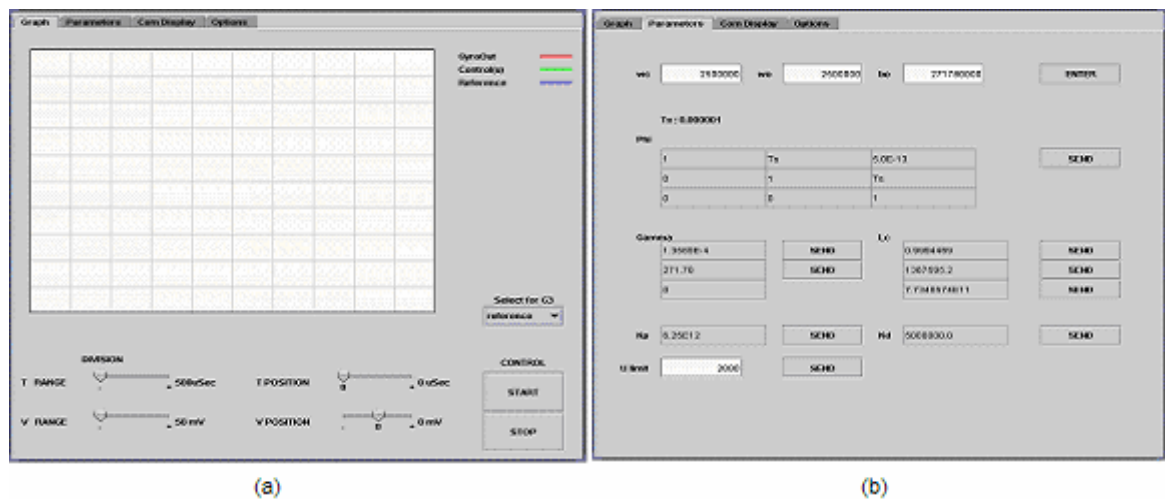 Graph Parameters Com Display Options
GyroOut
Control(u)
Reference
Select for G3
reference
DIVISION
T RANGE 500uSec T POSITION 0 0 uSec
V RANGE 50 mV V POSITION 0 0 mV
CONTROL
START
STOP
(a)
Graph Parameters Com Display Options
wc 2500000 wo 2500000 bo 271780000 ENTER
Ts : 0.000001
Phi
1 Ts 5.0E-13 SEND
0 1 Ts
0 0 1
Gamma Lc
SEND SEND
271.78 SEND SEND
0 SEND
Kp 6.25E12 SEND Kd 5000000.0 SEND
U limit 2000 SEND
(b)